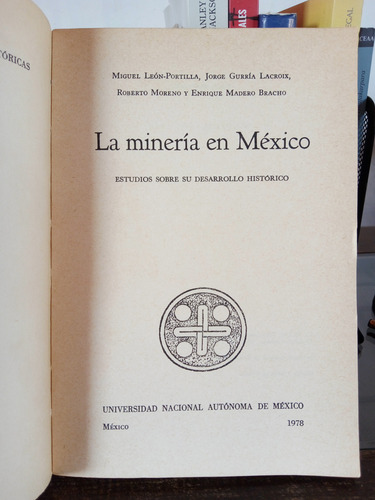 ÓRICAS
Miguel León-Portilla, Jorge Gurría Lacroix,
Roberto Moreno y Enrique Madero Bracho
La minería en México
ESTUDIOS SOBRE SU DESARROLLO HISTÓRICO
UNIVERSIDAD NACIONAL AUTÓNOMA DE MÉXICO
México 1978